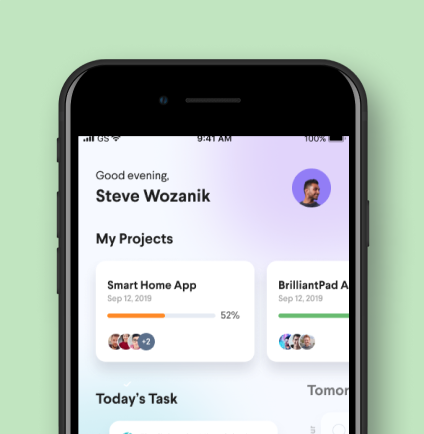 GS 9:41 AM 100%
Good evening,
Steve Wozanik
My Projects
Smart Home App
Sep 12, 2019
52%
+2
BrilliantPad A
Sep 12, 2019
Today's Task
Tomor